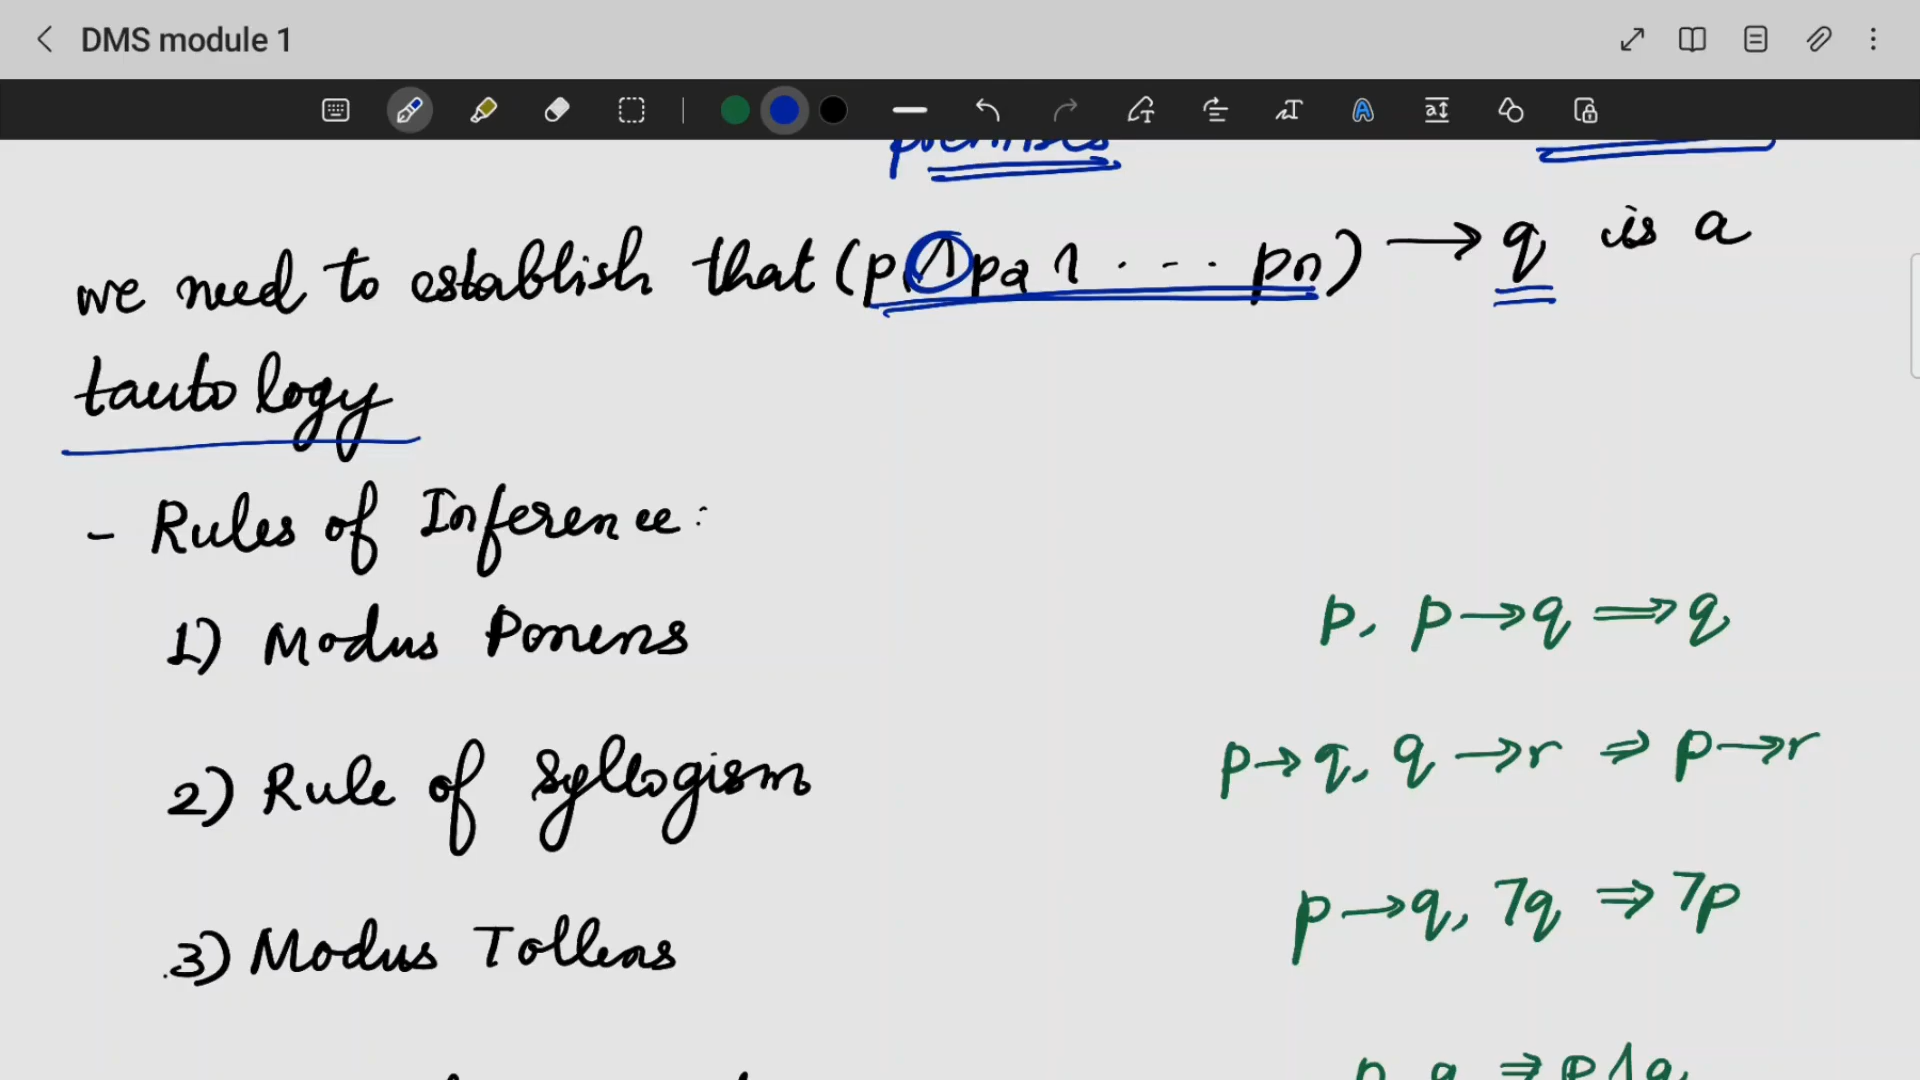 DMS module 1
premises
we need to establish that (p₁ ∧ p₂ ∧ . - - . pn) → q is a
tautology
- Rules of Inference:
1) Modus Ponens p, p → q ⟹ q
2) Rule of Syllogism p → q, q → r ⇒ p → r
3) Modus Tollens p → q, ¬q ⇒ ¬p
p, q ⇒ p ∧ q